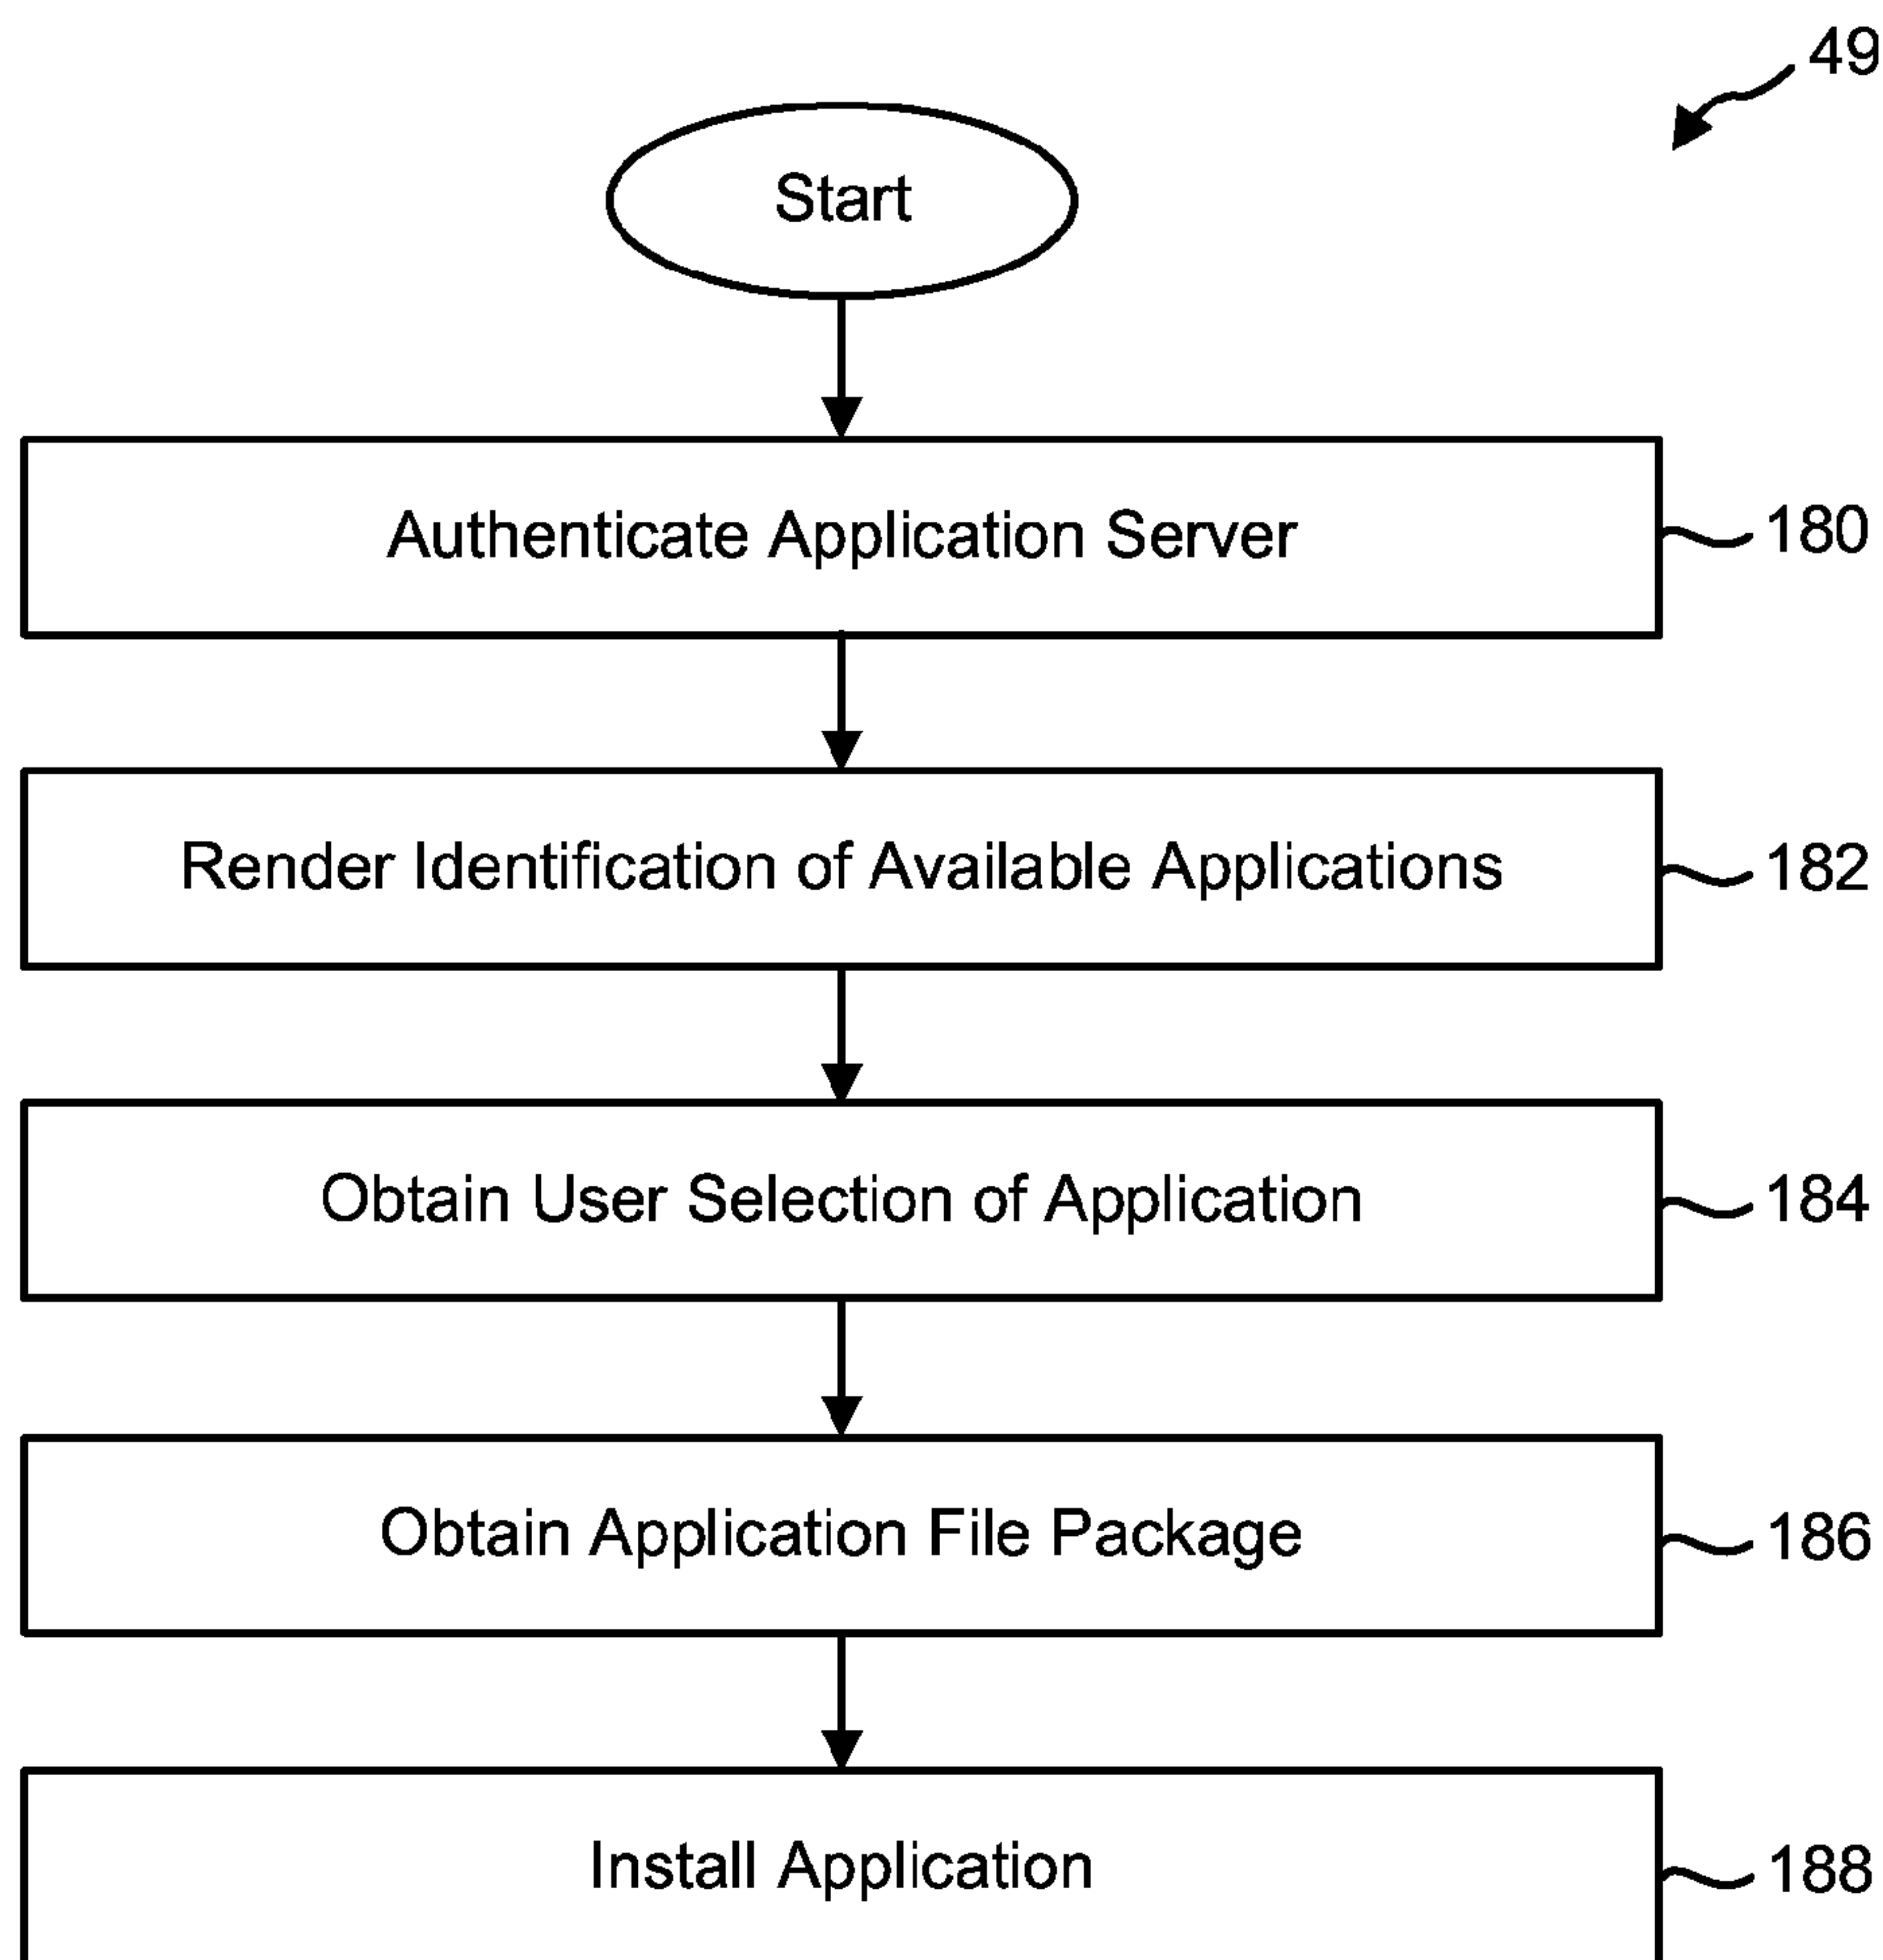 49
Start
Authenticate Application Server
180
Render Identification of Available Applications
182
Obtain User Selection of Application
184
Obtain Application File Package
186
Install Application
188